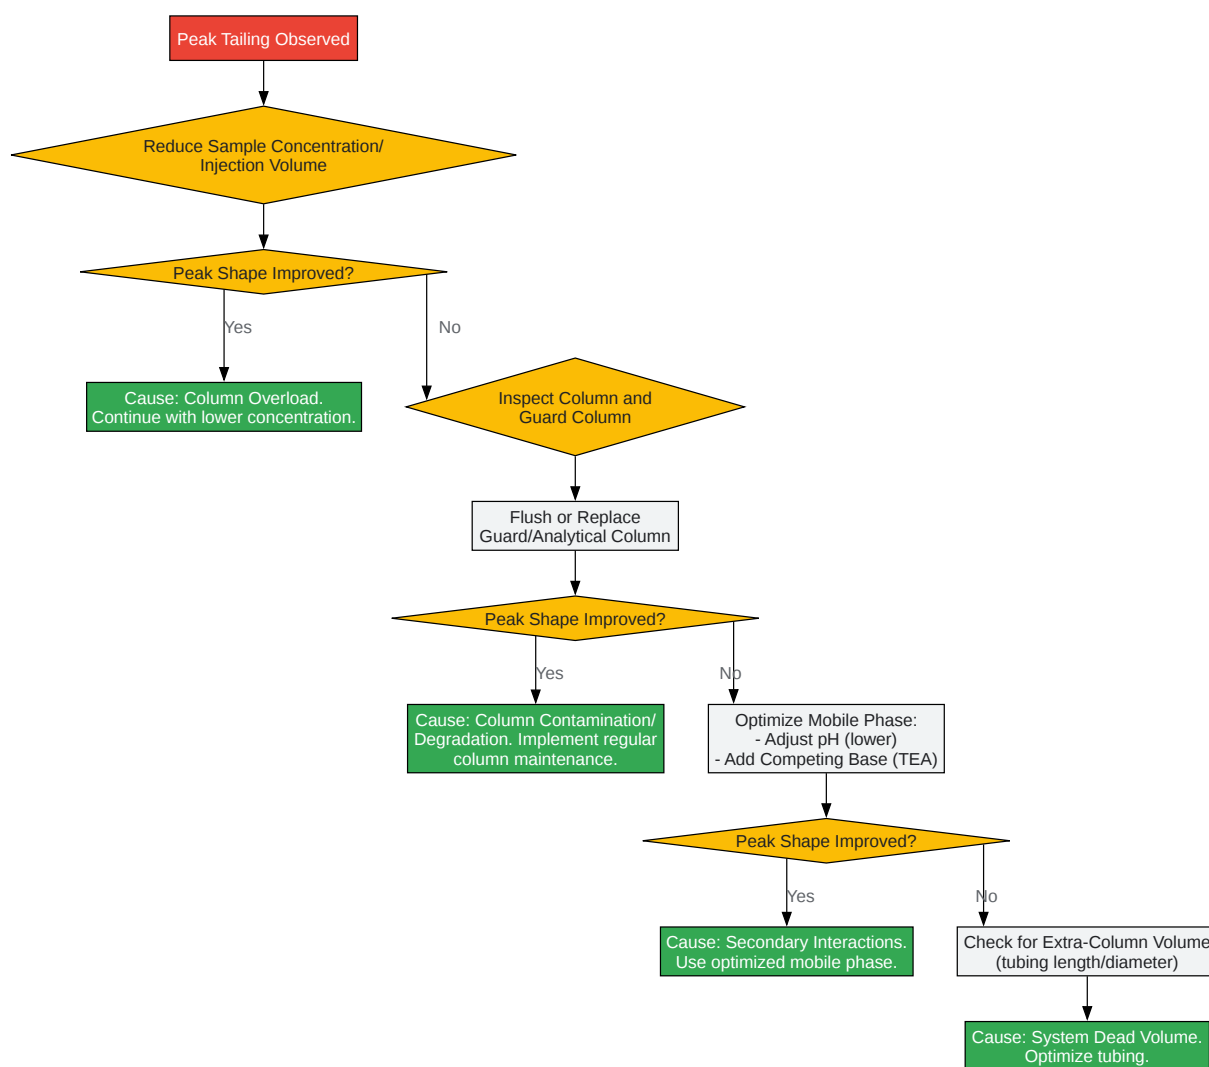 Peak Tailing Observed
Reduce Sample Concentration/
Injection Volume
Peak Shape Improved?
Yes
No
Cause: Column Overload.
Continue with lower concentration.
Inspect Column and
Guard Column
Flush or Replace
Guard/Analytical Column
Peak Shape Improved?
Yes
No
Cause: Column Contamination/
Degradation. Implement regular
column maintenance.
Optimize Mobile Phase:
- Adjust pH (lower)
- Add Competing Base (TEA)
Peak Shape Improved?
Yes
No
Cause: Secondary Interactions.
Use optimized mobile phase.
Check for Extra-Column Volume
(tubing length/diameter)
Cause: System Dead Volume.
Optimize tubing.